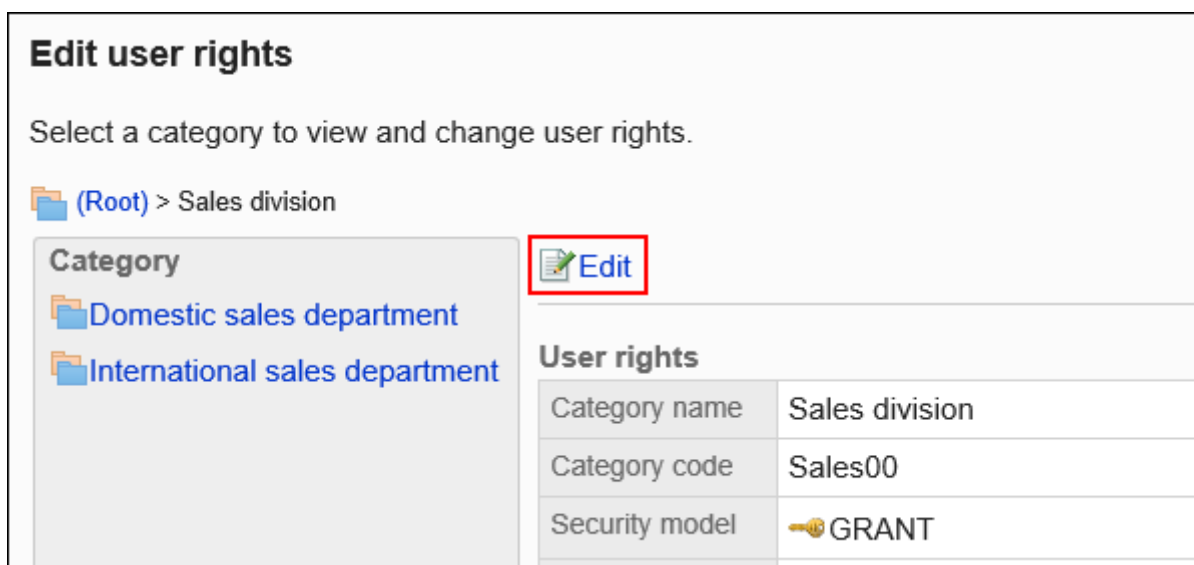 Edit user rights
Select a category to view and change user rights.
(Root) > Sales division
Category
Domestic sales department
International sales department
Edit
User rights
Category name Sales division
Category code Sales00
Security model GRANT